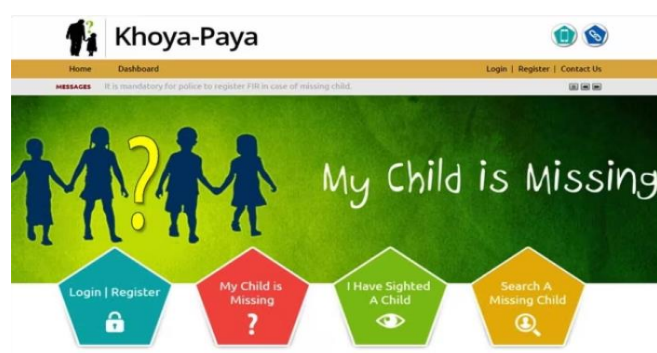 ?
Khoya-Paya
Home Dashboard Login | Register | Contact Us
MESSAGES It is mandatory for police to register FIR in case of missing child.
?
My Child is Missing
Login | Register
My Child is
Missing
?
I Have Sighted
A Child
Search A
Missing Child